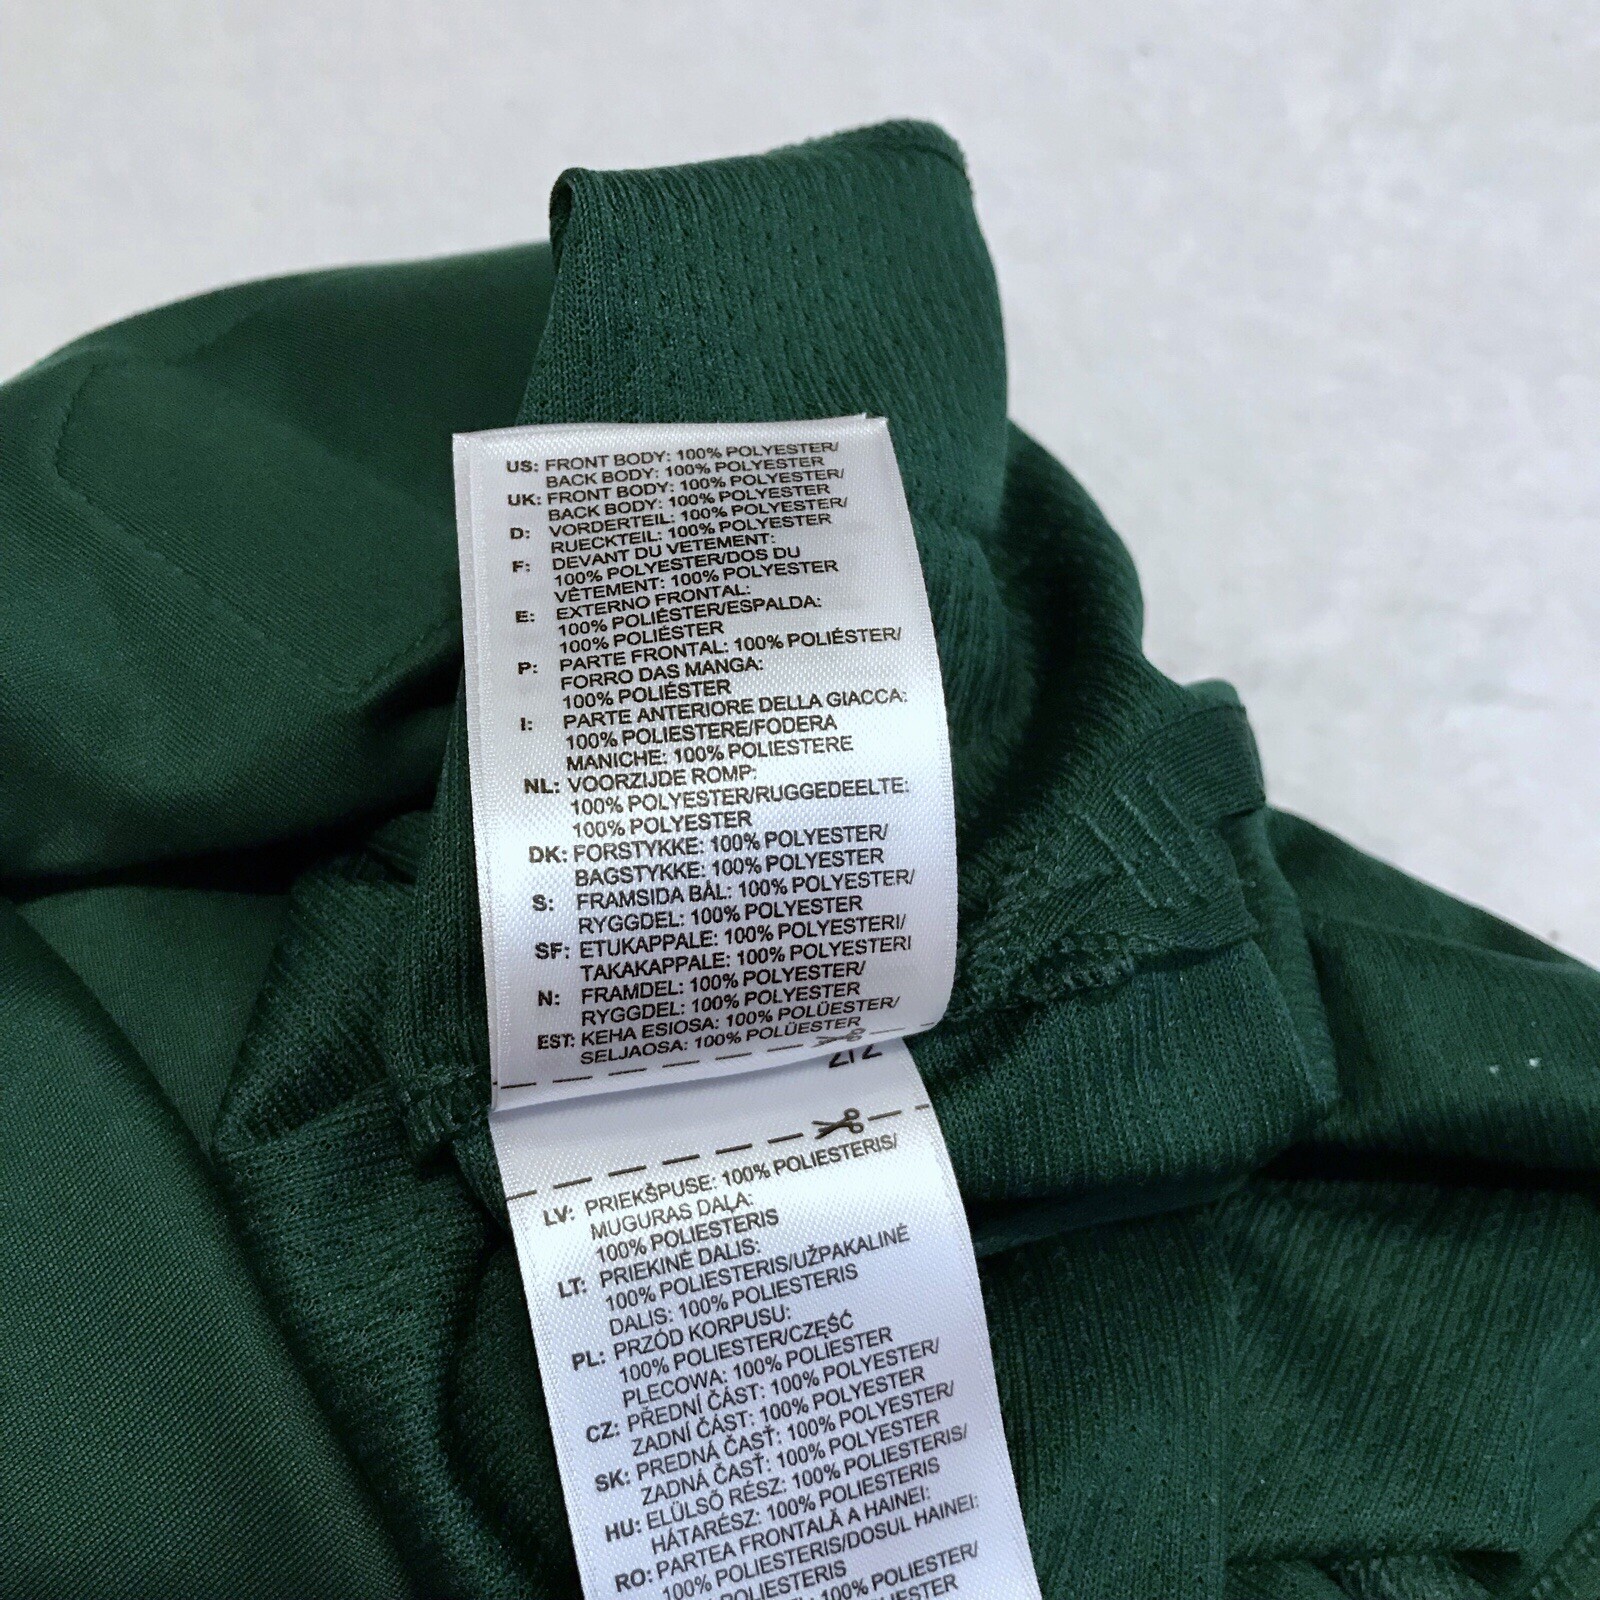 US: FRONT BODY: 100% POLYESTER/
BACK BODY: 100% POLYESTER
UK: FRONT BODY: 100% POLYESTER/
BACK BODY: 100% POLYESTER
D: VORDERTEIL: 100% POLYESTER/
RUECKTEIL: 100% POLYESTER
F: DEVANT DU VETEMENT:
100% POLYESTER/DOS DU
VÊTEMENT: 100% POLYESTER
E: EXTERNO FRONTAL:
100% POLIÉSTER/ESPALDA:
100% POLIÉSTER
P: PARTE FRONTAL: 100% POLIÉSTER/
FORRO DAS MANGA:
100% POLIÉSTER
I: PARTE ANTERIORE DELLA GIACCA:
100% POLIESTERE/FODERA
MANICHE: 100% POLIESTERE
NL: VOORZIJDE ROMP:
100% POLYESTER/RUGGEDEELTE:
100% POLYESTER
DK: FORSTYKKE: 100% POLYESTER/
BAGSTYKKE: 100% POLYESTER
S: FRAMSIDA BÅL: 100% POLYESTER/
RYGGDEL: 100% POLYESTER
SF: ETUKAPPALE: 100% POLYESTERI/
TAKAKAPPALE: 100% POLYESTERI
N: FRAMDEL: 100% POLYESTER/
RYGGDEL: 100% POLYESTER
EST: KEHA ESIOSA: 100% POLÜESTER/
SELJAOSA: 100% POLÜESTER
2/2
LV: PRIEKŠPUSE: 100% POLIESTERIS/
MUGURAS DAĻA:
100% POLIESTERIS
LT: PRIEKINĖ DALIS:
100% POLIESTERIS/UŽPAKALINĖ
DALIS: 100% POLIESTERIS
PL: PRZÓD KORPUSU:
100% POLIESTER/CZĘŚĆ
PLECOWA: 100% POLIESTER
CZ: PŘEDNÍ ČÁST: 100% POLYESTER/
ZADNÍ ČÁST: 100% POLYESTER
SK: PREDNÁ ČASŤ: 100% POLYESTER/
ZADNÁ ČASŤ: 100% POLYESTER
HU: ELÜLSŐ RÉSZ: 100% POLIESTERIS/
HÁTARÉSZ: 100% POLIESTERIS
RO: PARTEA FRONTALĂ A HAINEI:
100% POLIESTERIS/DOSUL HAINEI:
POLIESTERIS
100% POLYESTER/